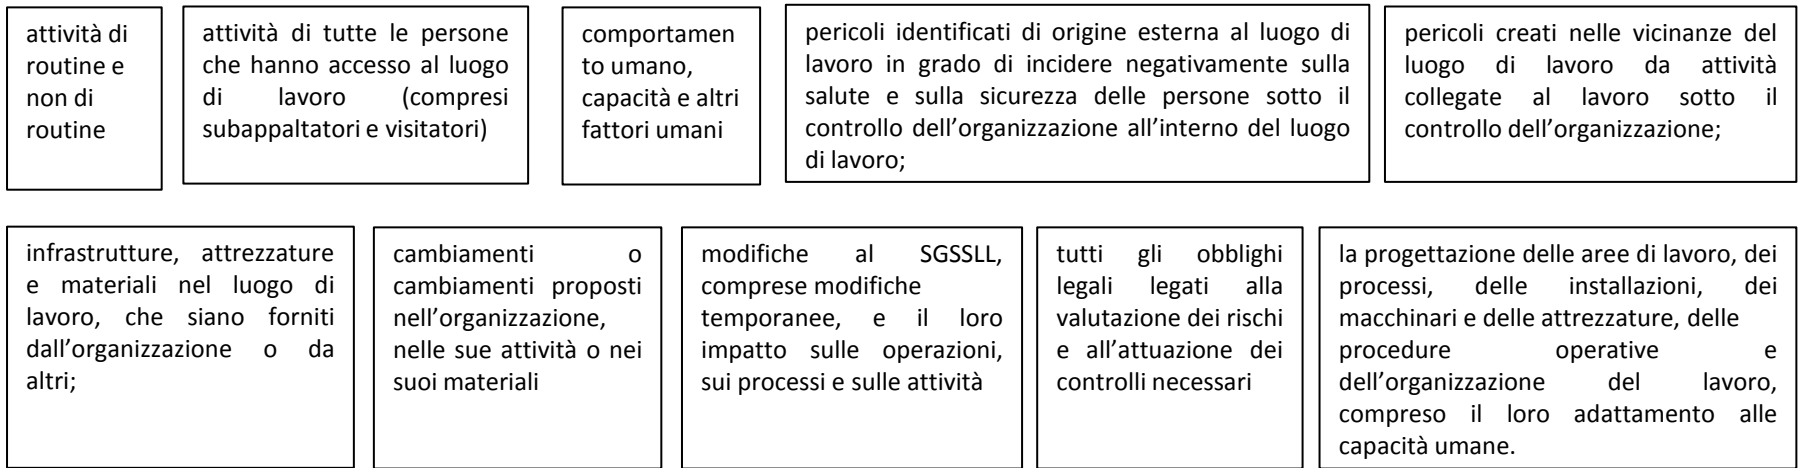 attività di
routine e
non di
routine
attività di tutte le persone
che hanno accesso al luogo
di lavoro (compresi
subappaltatori e visitatori)
comportamen
to umano,
capacità e altri
fattori umani
pericoli identificati di origine esterna al luogo di
lavoro in grado di incidere negativamente sulla
salute e sulla sicurezza delle persone sotto il
controllo dell’organizzazione all’interno del luogo
di lavoro;
pericoli creati nelle vicinanze del
luogo di lavoro da attività
collegate al lavoro sotto il
controllo dell’organizzazione;
infrastrutture, attrezzature
e materiali nel luogo di
lavoro, che siano forniti
dall’organizzazione o da
altri;
cambiamenti o
cambiamenti proposti
nell’organizzazione,
nelle sue attività o nei
suoi materiali
modifiche al SGSSLL,
comprese modifiche
temporanee, e il loro
impatto sulle operazioni,
sui processi e sulle attività
tutti gli obblighi
legali legati alla
valutazione dei rischi
e all’attuazione dei
controlli necessari
la progettazione delle aree di lavoro, dei
processi, delle installazioni, dei
macchinari e delle attrezzature, delle
procedure operative e
dell’organizzazione del lavoro,
compreso il loro adattamento alle
capacità umane.